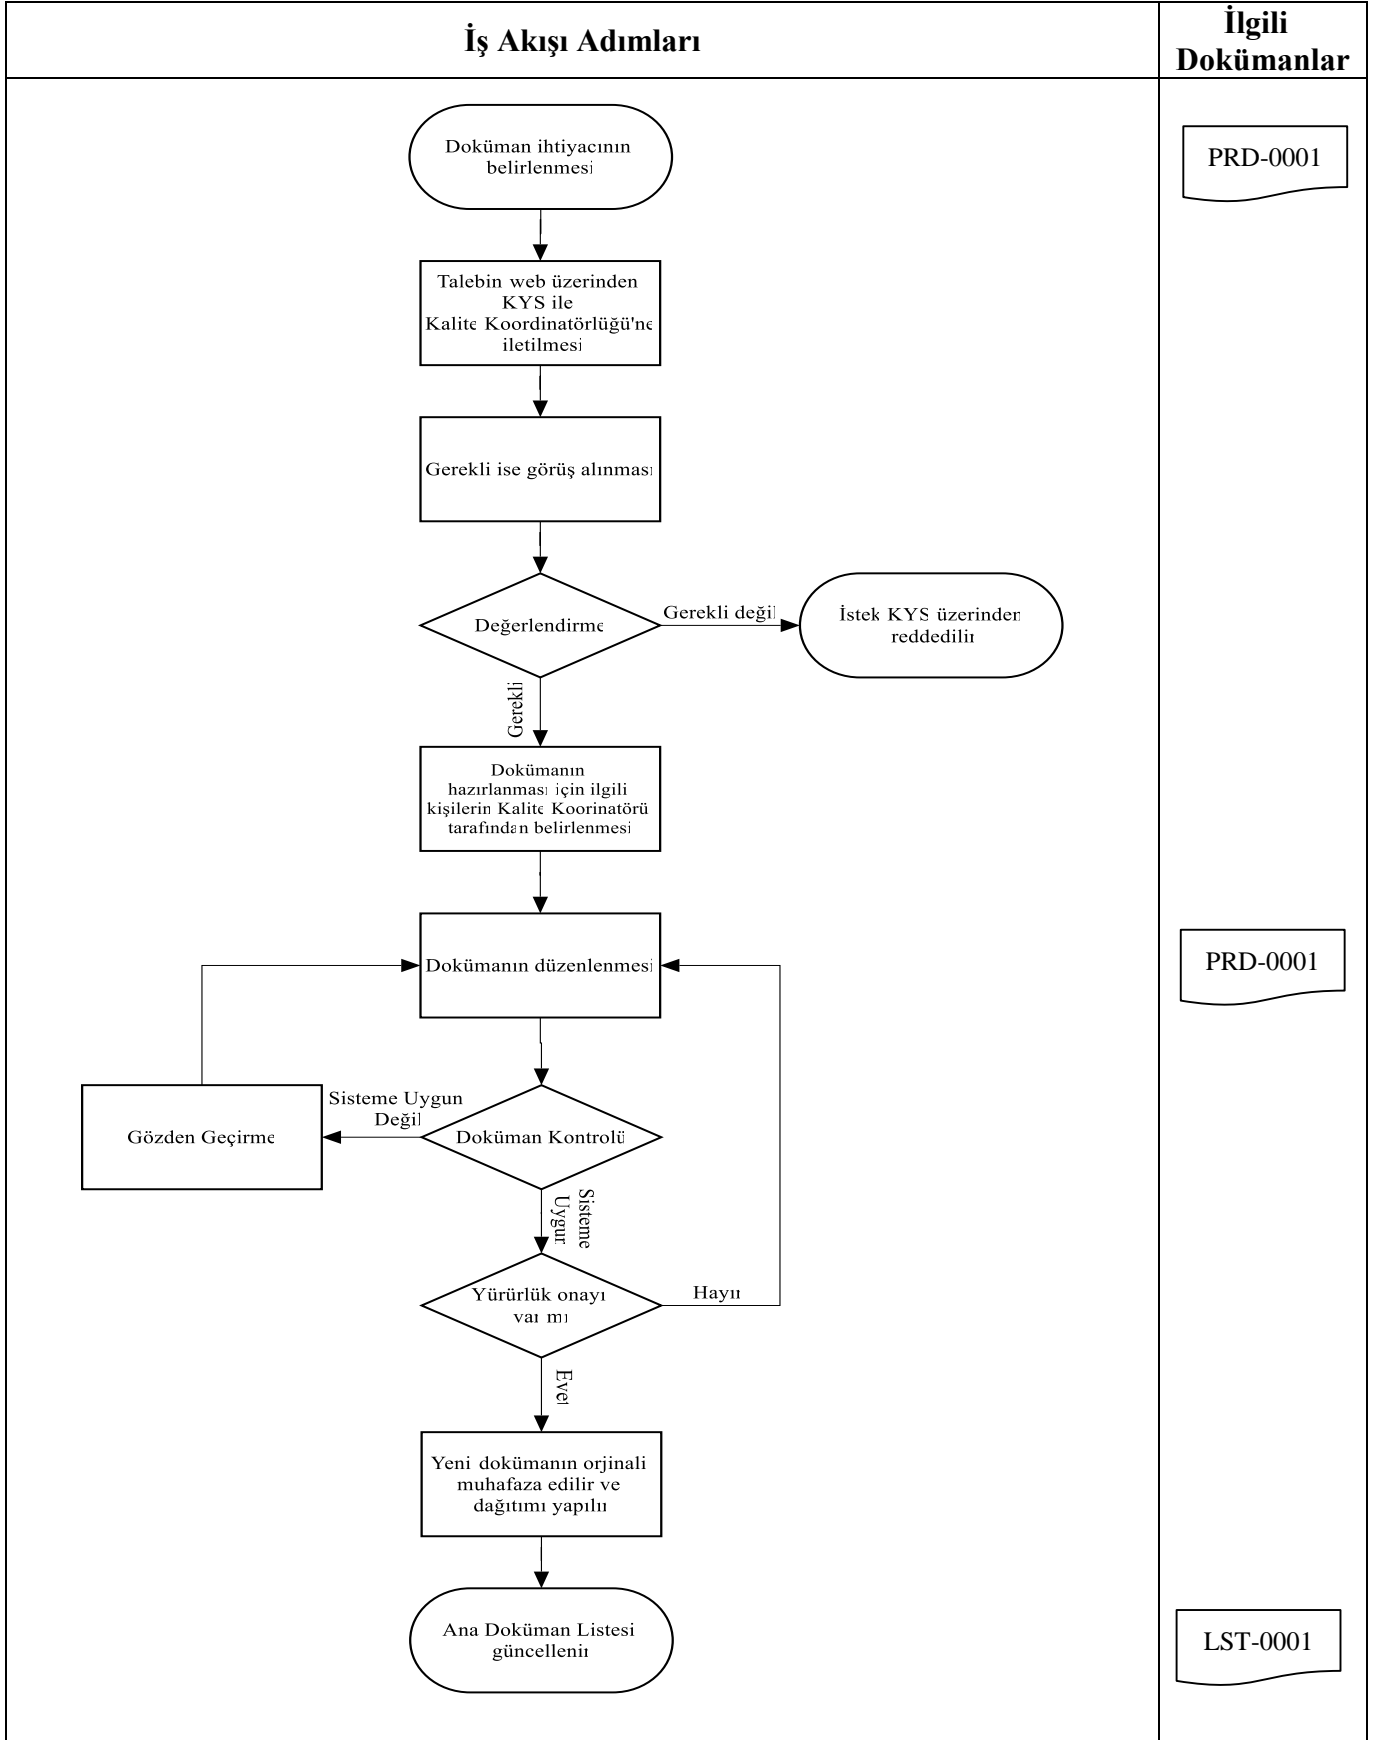 İş Akışı Adımları
İlgili
Dokümanlar
Doküman ihtiyacının
belirlenmesi
PRD-0001
Talebin web üzerinden
KYS ile
Kalite Koordinatörlüğü'ne
iletilmesi
Gerekli ise görüş alınması
Değerlendirme
Gerekli değil
İstek KYS üzerinden
reddedilir
Gerekli
Dokümanın
hazırlanması için ilgili
kişilerin Kalite Koorinatörü
tarafından belirlenmesi
Dokümanın düzenlenmesi
PRD-0001
Gözden Geçirme
Sisteme Uygun
Değil
Doküman Kontrolü
Sisteme
Uygun
Yürürlük onayı
var mı
Hayır
Evet
Yeni dokümanın orjinali
muhafaza edilir ve
dağıtımı yapılır
Ana Doküman Listesi
güncellenir
LST-0001